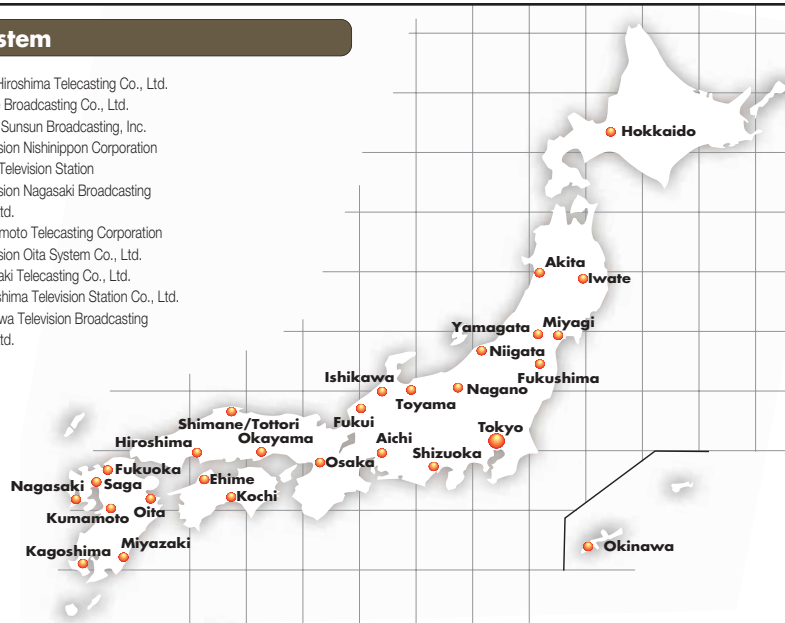 stem
Hiroshima Telecasting Co., Ltd.
Broadcasting Co., Ltd.
Sunsun Broadcasting, Inc.
sion Nishinippon Corporation
Television Station
sion Nagasaki Broadcasting
td.
moto Telecasting Corporation
sion Oita System Co., Ltd.
aki Telecasting Co., Ltd.
shima Television Station Co., Ltd.
wa Television Broadcasting
td.
Hokkaido
Akita
Iwate
Yamagata Miyagi
Niigata
Fukushima
Ishikawa
Nagano
Toyama
Shimane/Tottori
Fukui
Tokyo
Hiroshima
Okayama
Aichi
Shizuoka
Osaka
Fukuoka
Saga
Nagasaki
Ehime
Kochi
Kumamoto
Oita
Kagoshima
Miyazaki
Okinawa